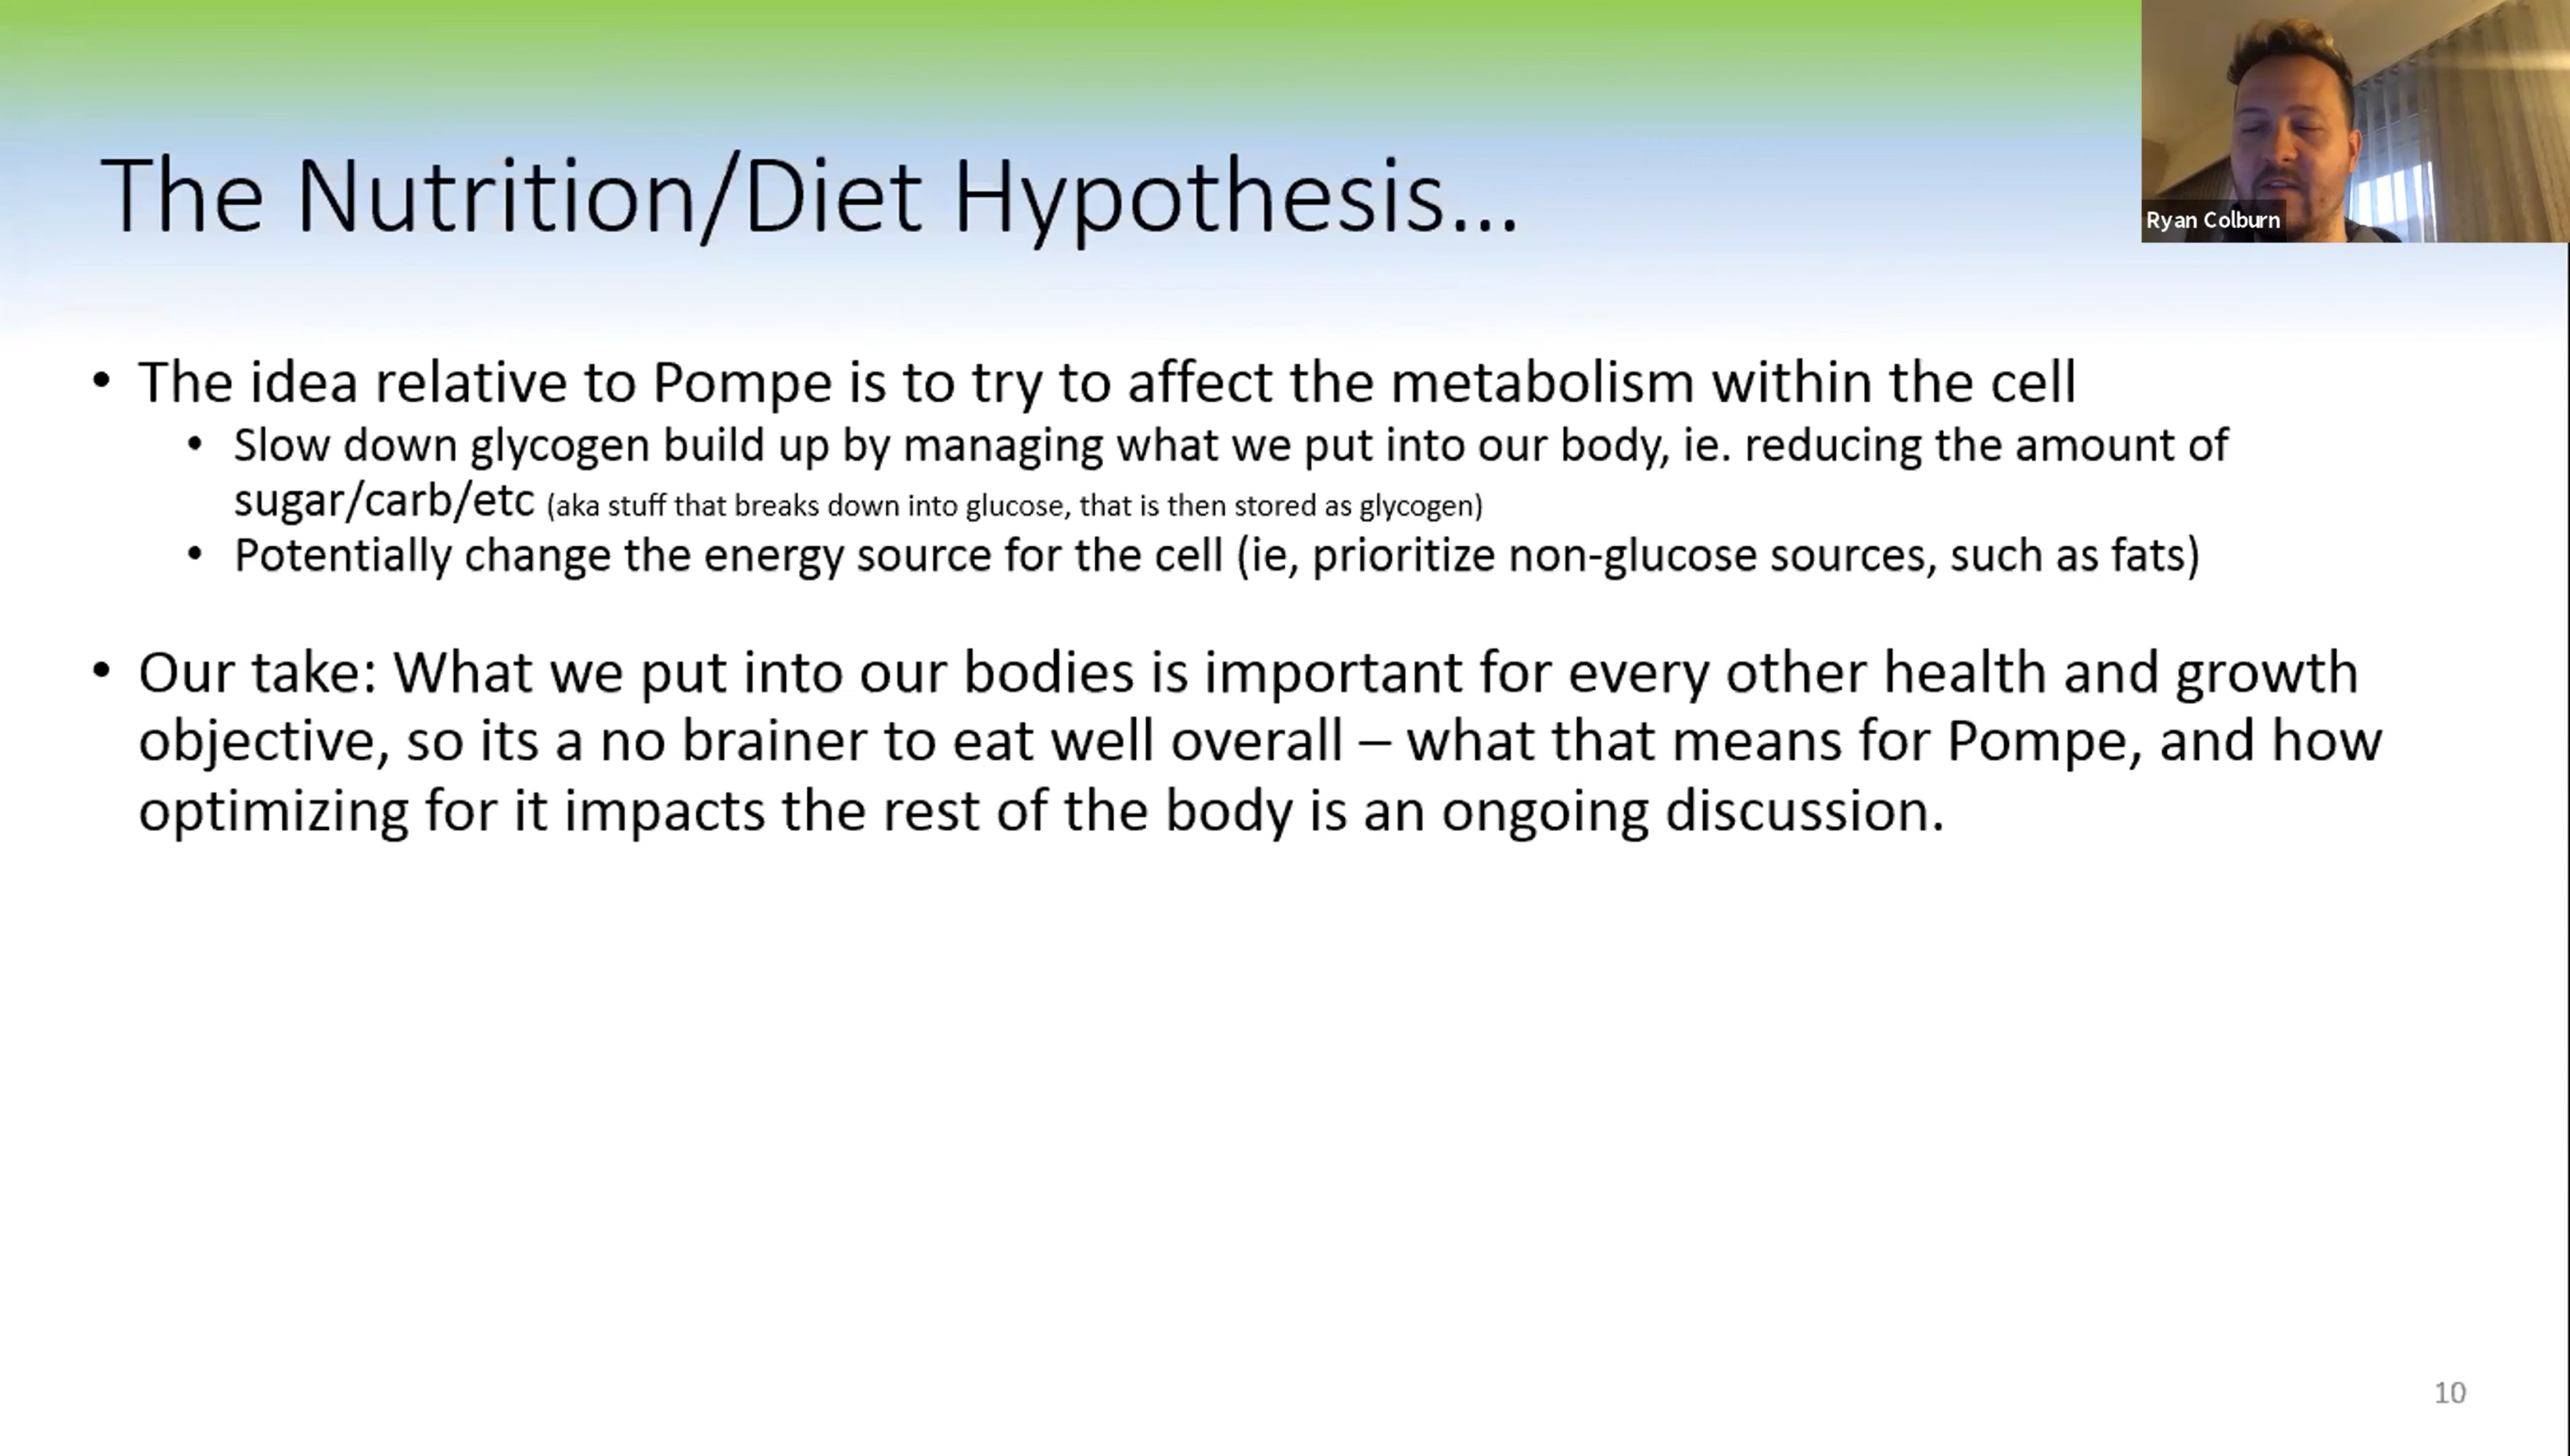 The Nutrition/Diet Hypothesis...
Ryan Colburn
• The idea relative to Pompe is to try to affect the metabolism within the cell
• Slow down glycogen build up by managing what we put into our body, ie. reducing the amount of
sugar/carb/etc (aka stuff that breaks down into glucose, that is then stored as glycogen)
• Potentially change the energy source for the cell (ie, prioritize non-glucose sources, such as fats)
• Our take: What we put into our bodies is important for every other health and growth
objective, so its a no brainer to eat well overall – what that means for Pompe, and how
optimizing for it impacts the rest of the body is an ongoing discussion.
10